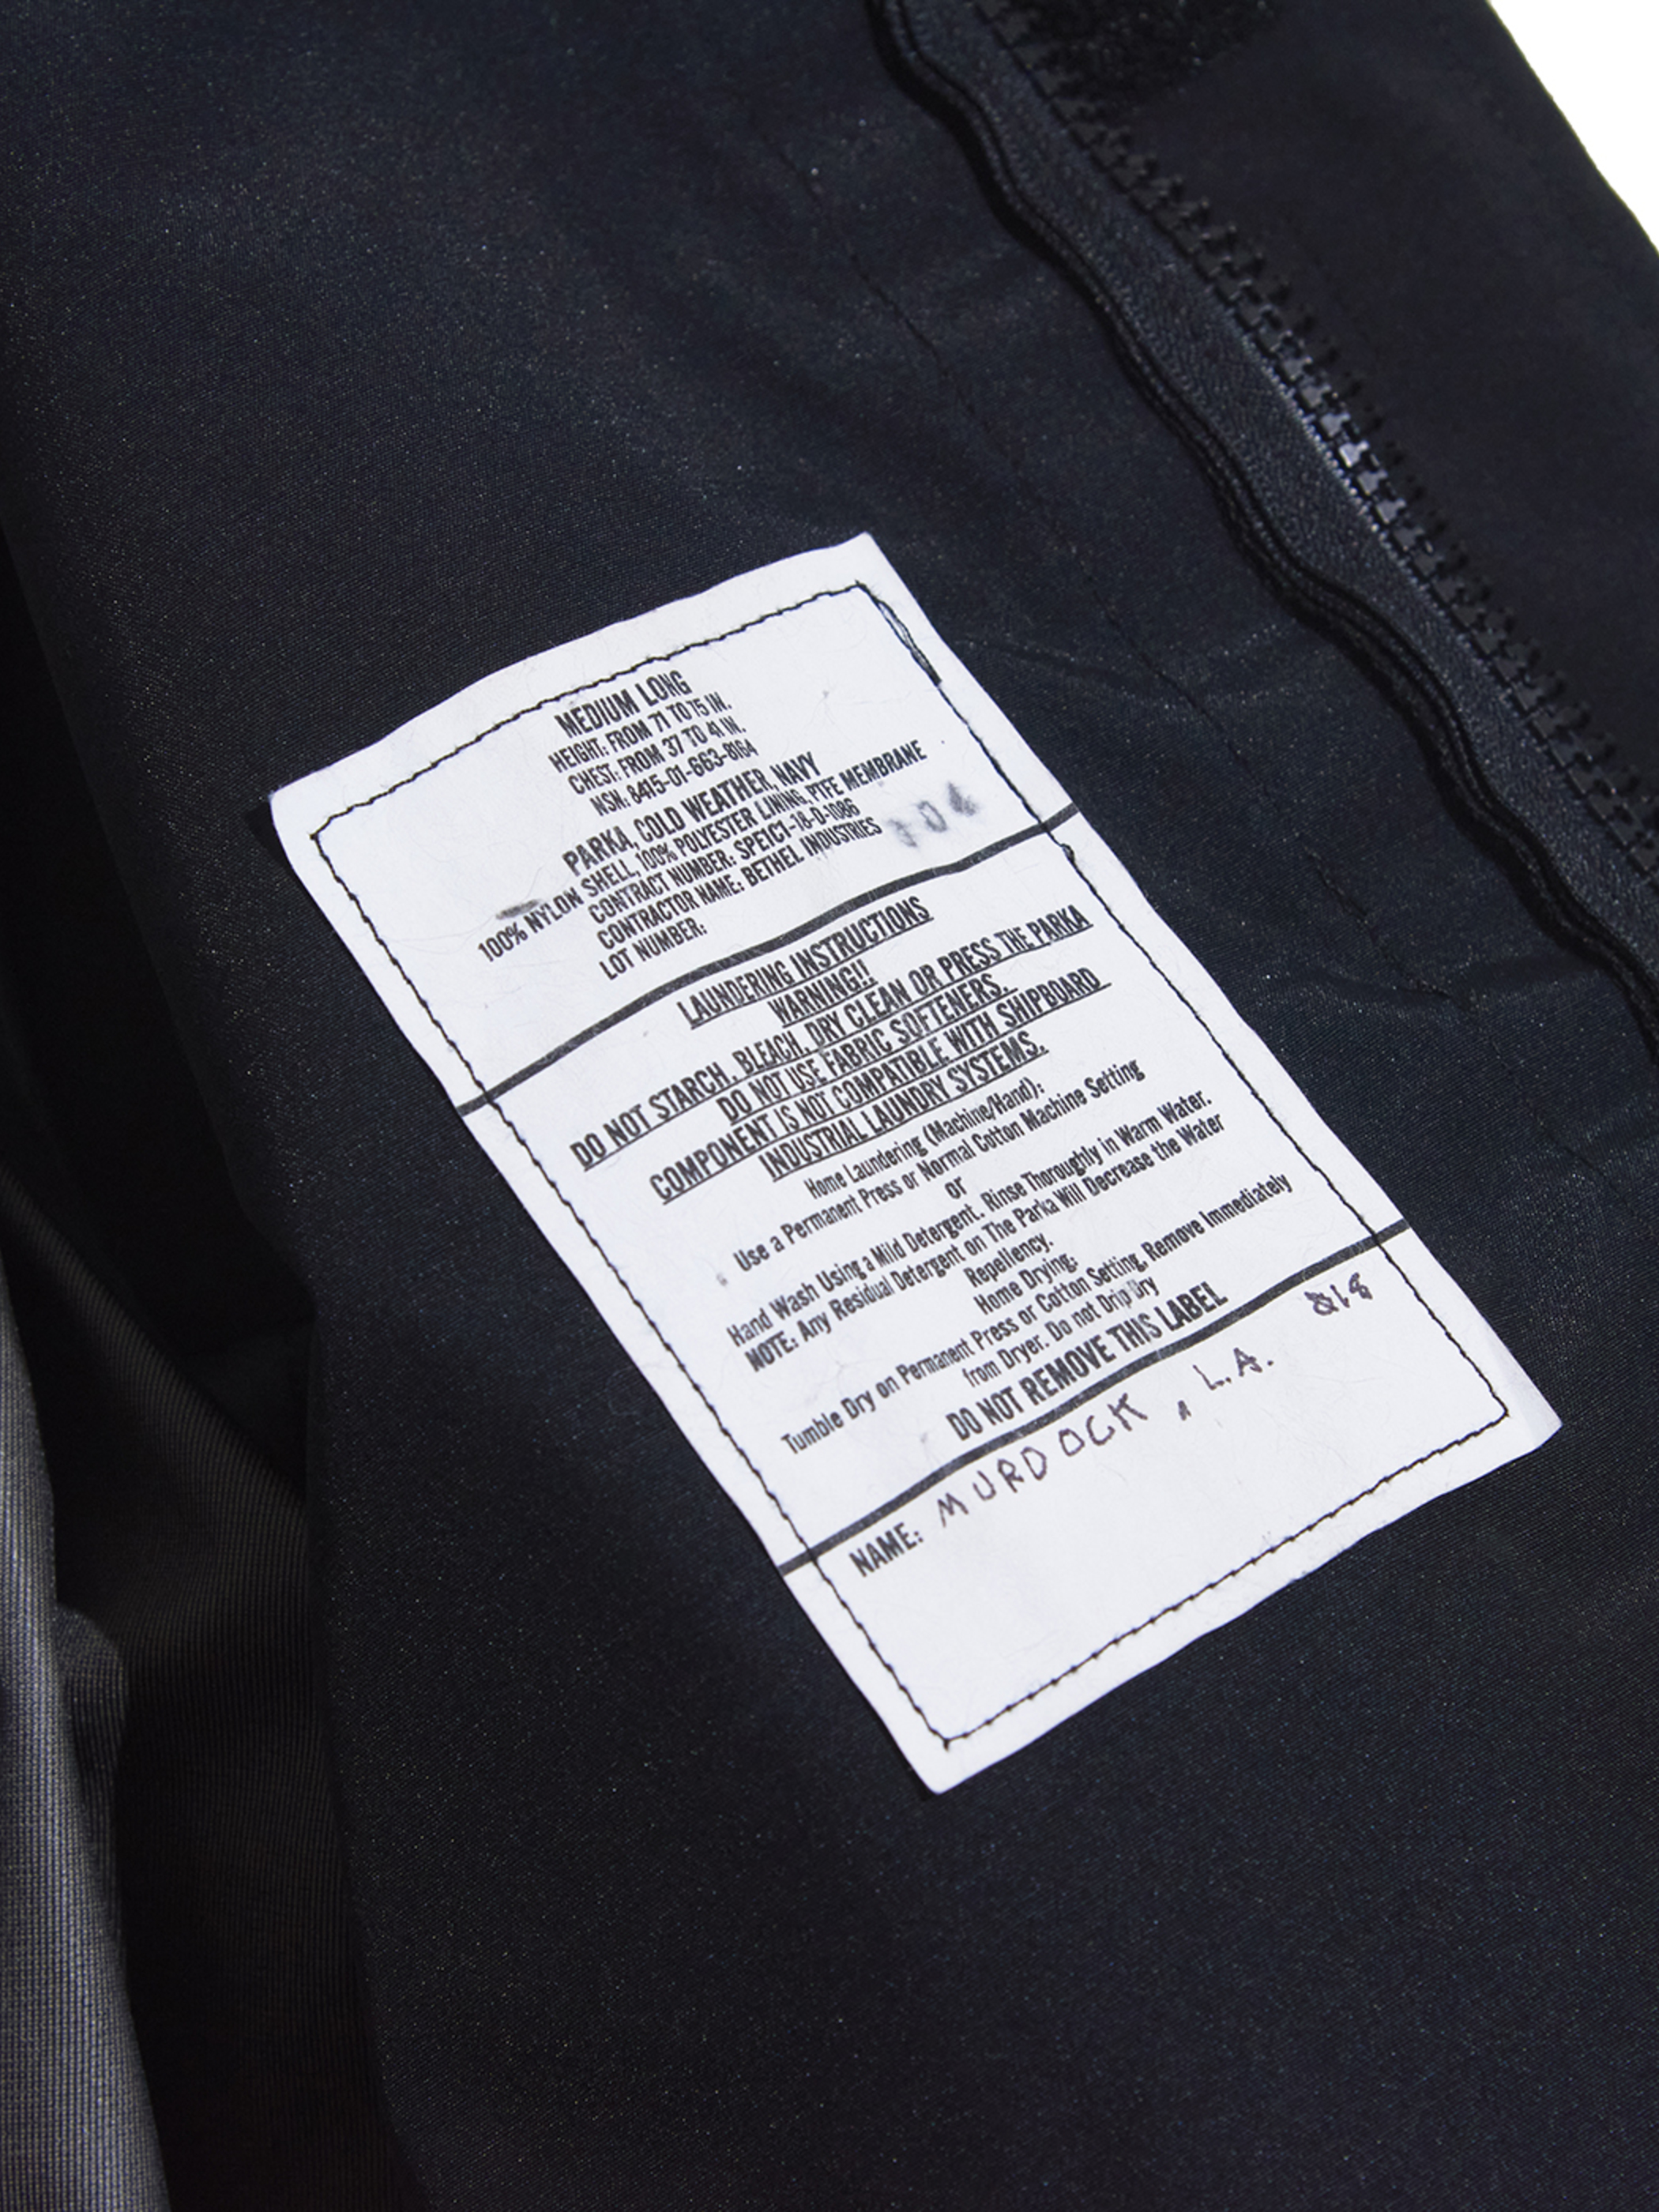 MEDIUM LONG
HEIGHT: FROM 71 TO 75 IN.
CHEST: FROM 37 TO 41 IN.
NSN: 8415-01-663-8164
PARKA, COLD WEATHER, NAVY
100% NYLON SHELL, 100% POLYESTER LINING, PTFE MEMBRANE
CONTRACT NUMBER: SPE1C1-18-D-1086
CONTRACTOR NAME: BETHEL INDUSTRIES
LOT NUMBER:
LAUNDERING INSTRUCTIONS
WARNING!!
DO NOT STARCH, BLEACH, DRY CLEAN OR PRESS THE PARKA
DO NOT USE FABRIC SOFTENERS.
COMPONENT IS NOT COMPATIBLE WITH SHIPBOARD
INDUSTRIAL LAUNDRY SYSTEMS.
Home Laundering (Machine/Hand):
Use a Permanent Press or Normal Cotton Machine Setting
or
Hand Wash Using a Mild Detergent. Rinse Thoroughly in Warm Water.
NOTE: Any Residual Detergent on The Parka Will Decrease the Water
Repellency.
Home Drying:
Tumble Dry on Permanent Press or Cotton Setting, Remove Immediately
from Dryer. Do not Drip Dry
DO NOT REMOVE THIS LABEL
NAME: MURDOCK, L.A.